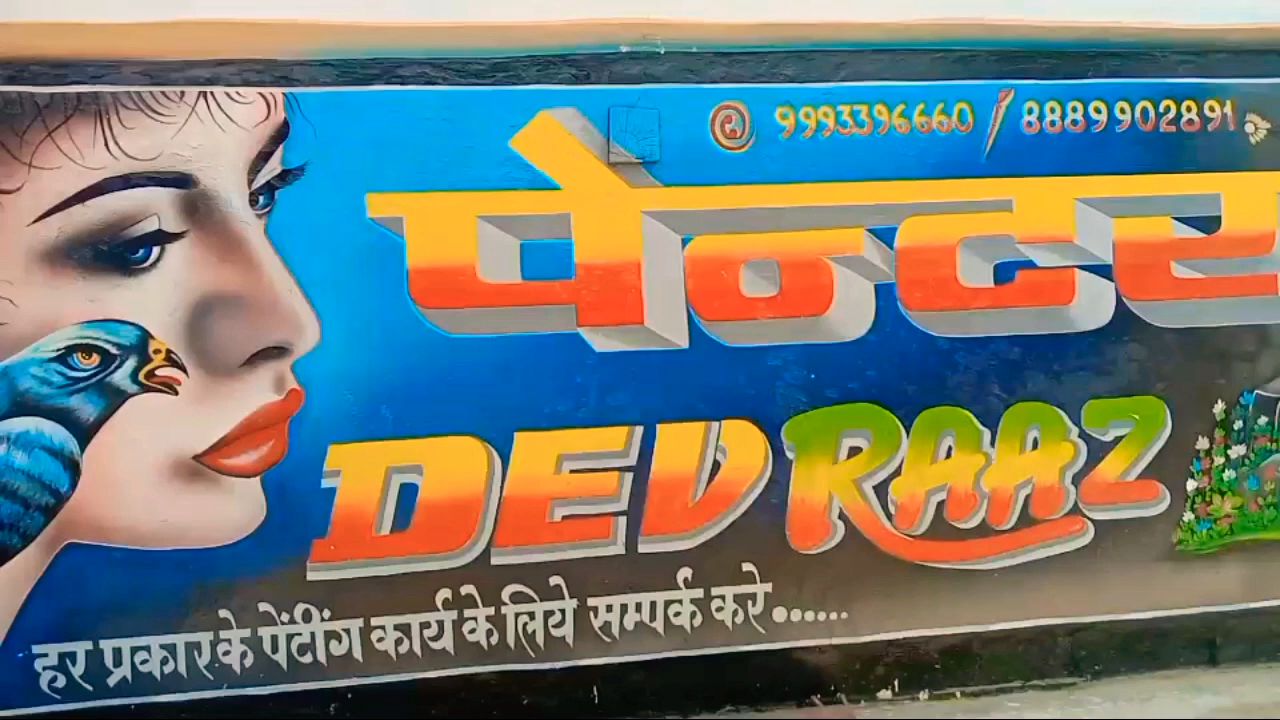 9993396660 / 8889902891
पेन्टर
DEV RAAZ
हर प्रकार के पेंटींग कार्य के लिये सम्पर्क करे......